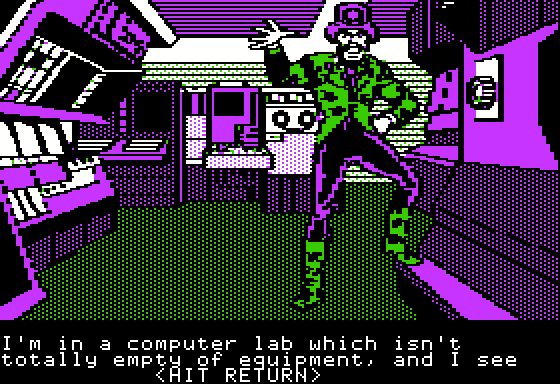 I'm in a computer lab which isn't
totally empty of equipment, and I see
<HIT RETURN>